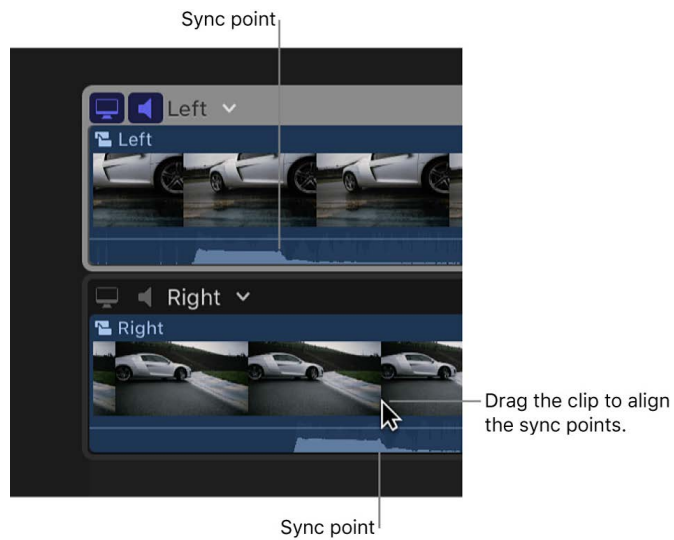 Sync point
Left
Left
Right
Right
Drag the clip to align
the sync points.
Sync point